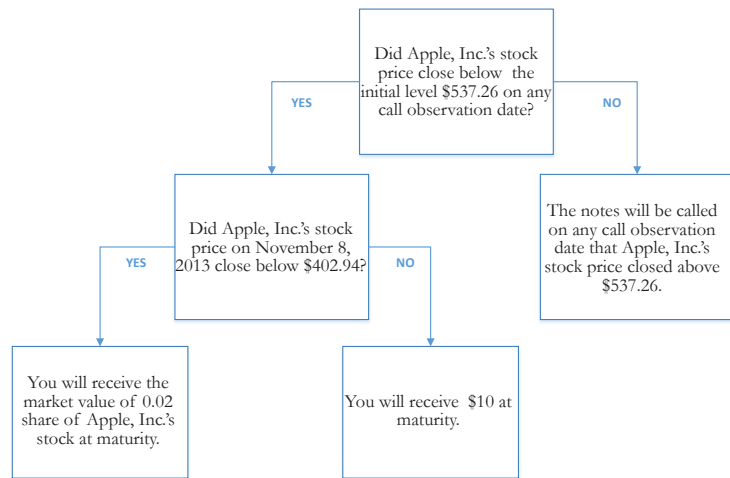 Did Apple, Inc.'s stock
price close below the
initial level $537.26 on any
call observation date?
YES
NO
Did Apple, Inc.'s stock
price on November 8,
2013 close below $402.94?
The notes will be called
on any call observation
date that Apple, Inc.'s
stock price closed above
$537.26.
YES
NO
You will receive the
market value of 0.02
share of Apple, Inc.'s
stock at maturity.
You will receive $10 at
maturity.